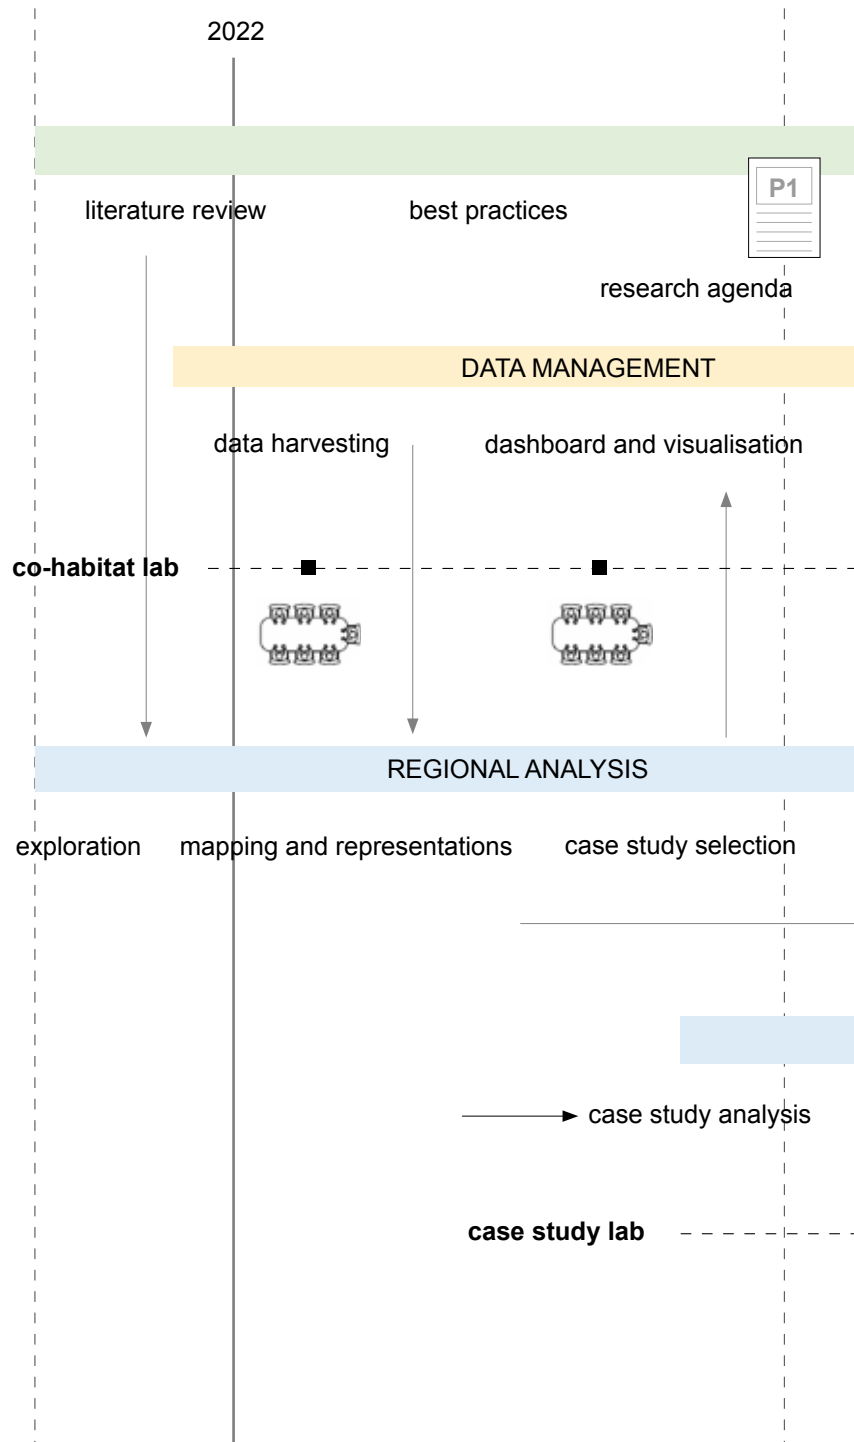 2022
P1
literature review
best practices
research agenda
DATA MANAGEMENT
data harvesting
dashboard and visualisation
co-habitat lab
REGIONAL ANALYSIS
exploration
mapping and representations
case study selection
case study analysis
case study lab